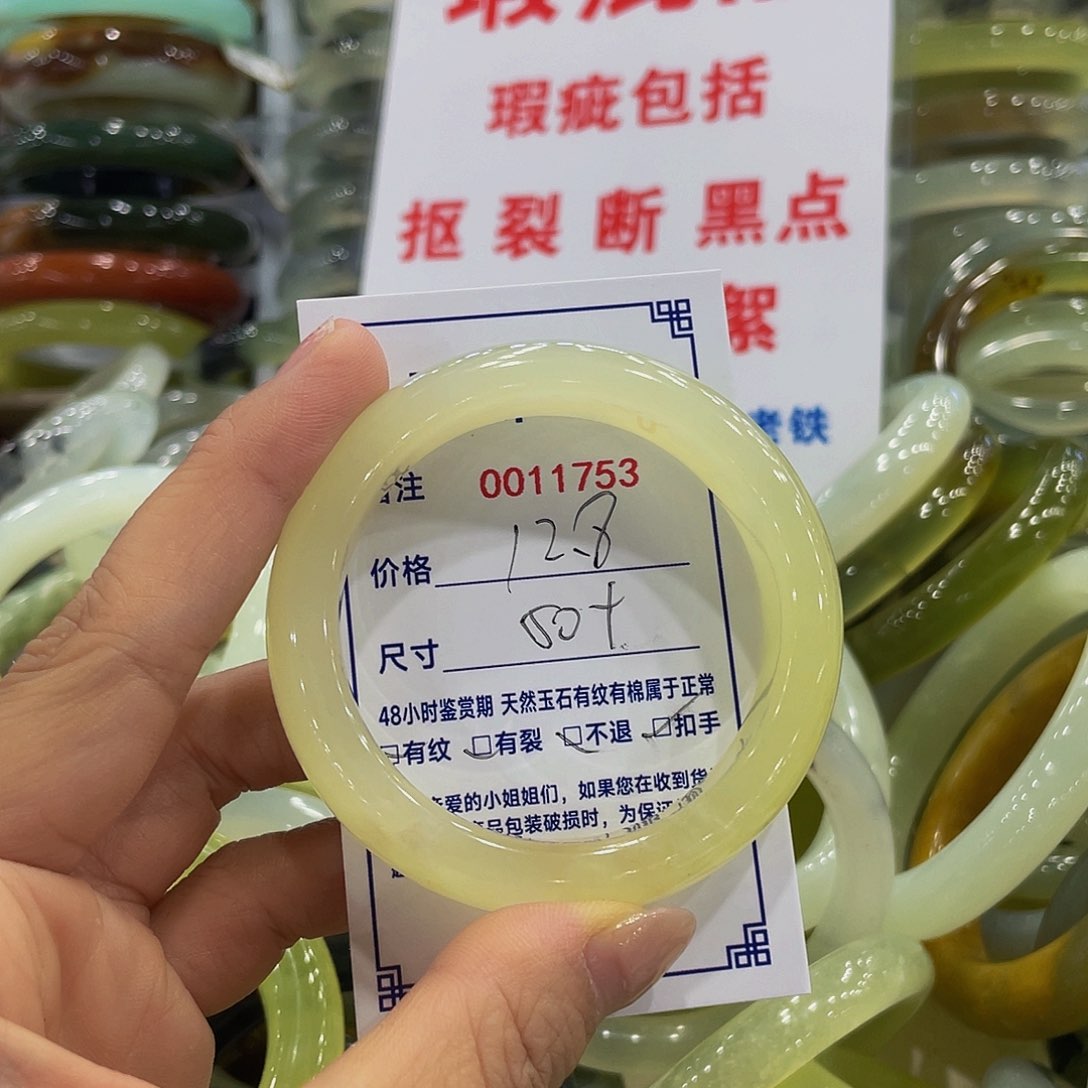 瑕疵包括
抠 裂 断 黑点
絮
老铁
注 0011753
价格 128
尺寸 50+
48小时鉴赏期 天然玉石有纹有棉属于正常
□有纹 □有裂 □不退 □扣手
亲爱的小姐姐们，如果您在收到货
品包装破损时，为保证